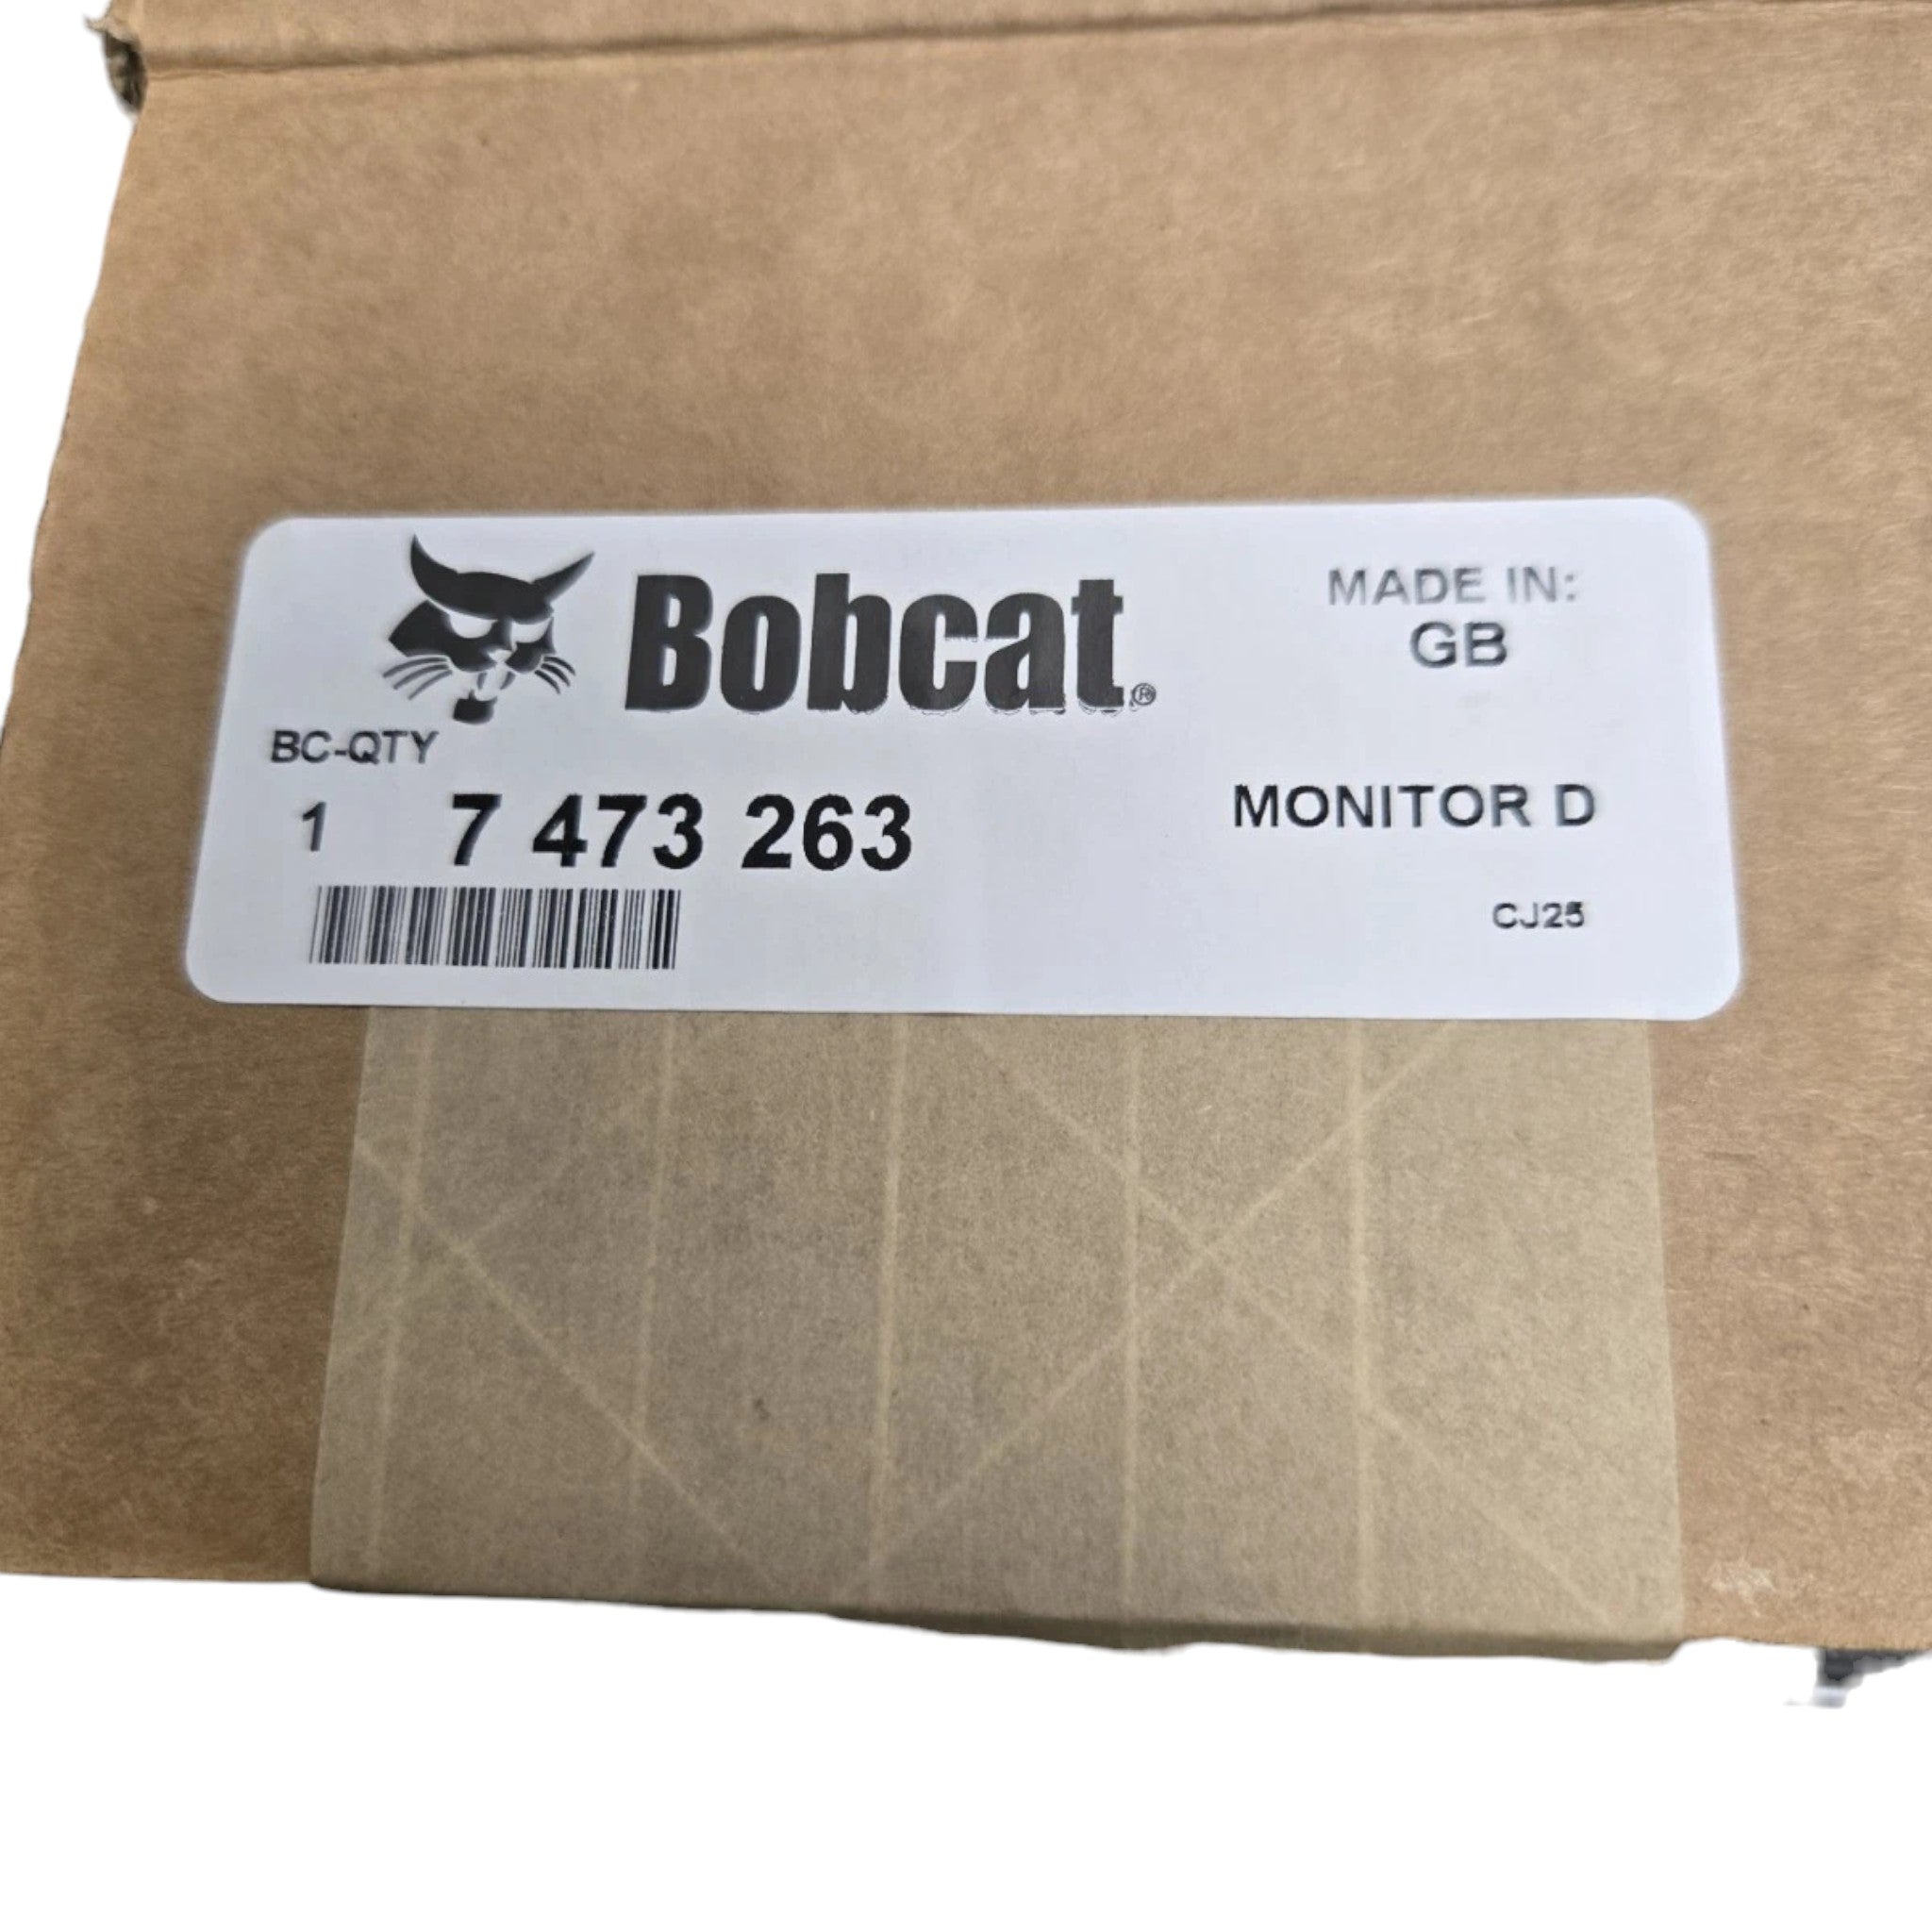 Bobcat®
MADE IN:
GB
BC-QTY
1 7 473 263
MONITOR D
CJ25